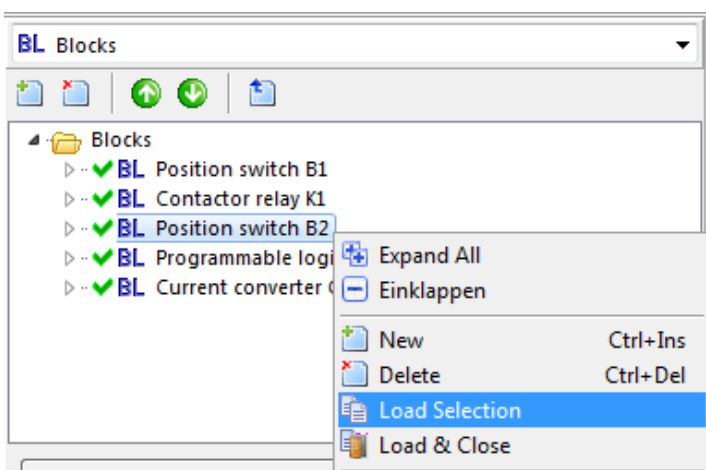 BL Blocks
Blocks
BL Position switch B1
BL Contactor relay K1
BL Position switch B2
BL Programmable logi
BL Current converter
Expand All
Einklappen
New Ctrl+Ins
Delete Ctrl+Del
Load Selection
Load & Close